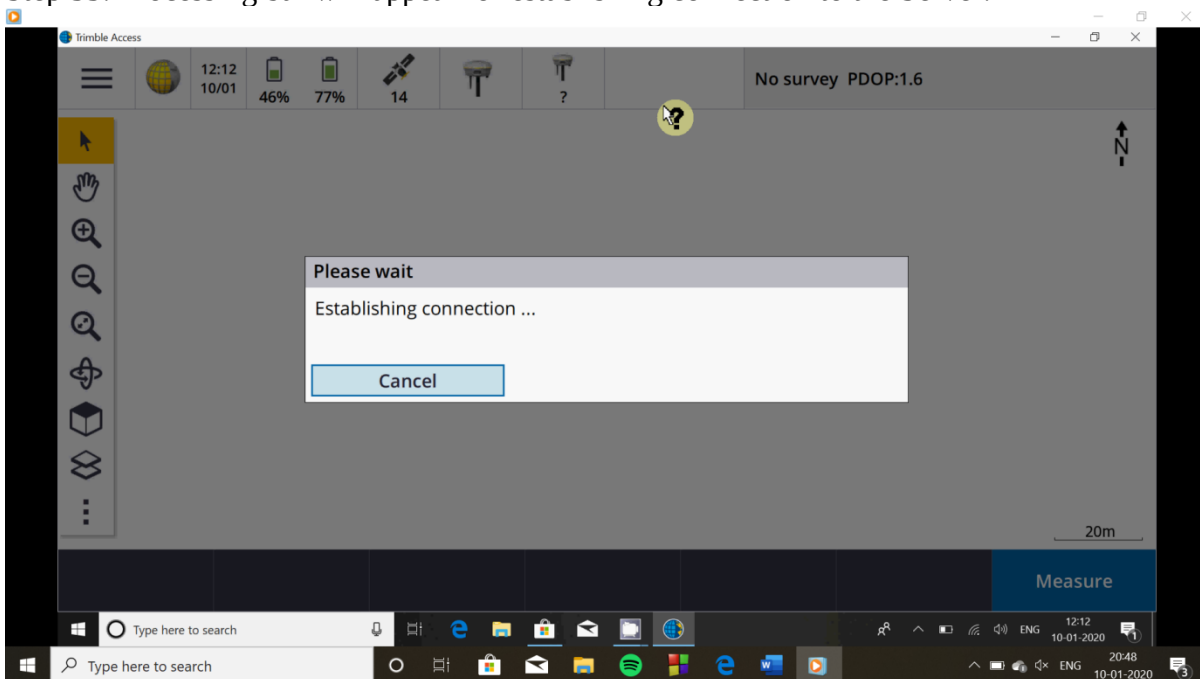 Trimble Access
12:12
10/01
46%
77%
14
?
No survey PDOP:1.6
?
N
Please wait
Establishing connection ...
Cancel
20m
Measure
Type here to search
ENG
12:12
10-01-2020
1
Type here to search
ENG
20:48
10-01-2020
3